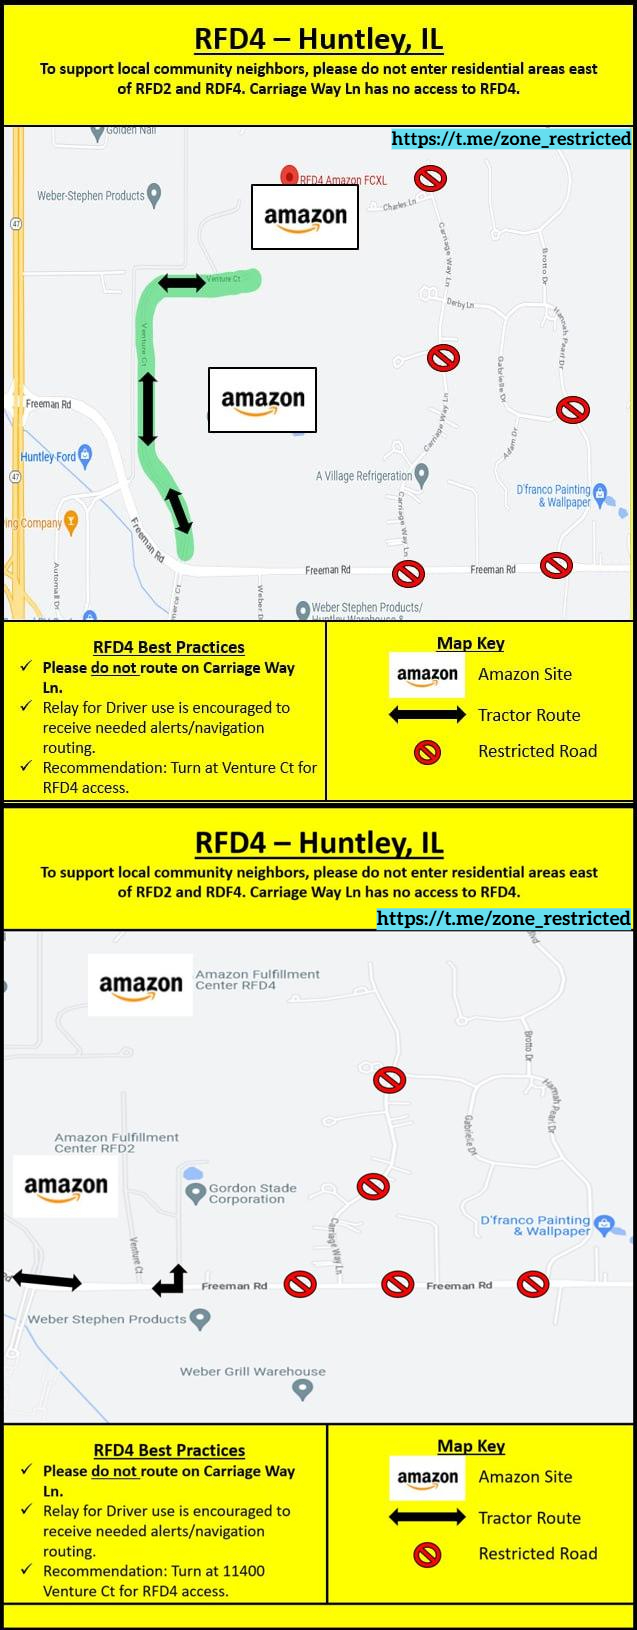 RFD4 – Huntley, IL
To support local community neighbors, please do not enter residential areas east
of RFD2 and RDF4. Carriage Way Ln has no access to RFD4.
https://t.me/zone_restricted
Golden Nail
RFD4 Amazon FCXL
Weber-Stephen Products
amazon
Charles Ln
47
Carriage Way Ln
Brotto Dr
Venture Ct
Derby Ln
Hannah Pearl Dr
Venture Ct
Gabrielle Dr
amazon
Freeman Rd
Carriage Way Ln
Adam Dr
Huntley Ford
A Village Refrigeration
47
D'franco Painting
& Wallpaper
ing Company
Carriage Way Ln
Freeman Rd
Freeman Rd
Freeman Rd
Automall Dr
merce Ct
Weber D
Weber Stephen Products/
RFD4 Best Practices
✓ Please do not route on Carriage Way
Ln.
✓ Relay for Driver use is encouraged to
receive needed alerts/navigation
routing.
✓ Recommendation: Turn at Venture Ct for
RFD4 access.
Map Key
amazon Amazon Site
Tractor Route
Restricted Road
RFD4 – Huntley, IL
To support local community neighbors, please do not enter residential areas east
of RFD2 and RDF4. Carriage Way Ln has no access to RFD4.
https://t.me/zone_restricted
lvd
amazon
Amazon Fulfillment
Center RFD4
Brotto Dr
Hannah Pearl Dr
Gabrielle Dr
Amazon Fulfillment
Center RFD2
amazon
Gordon Stade
Corporation
D'franco Painting
& Wallpaper
Carriage Way Ln
Venture Ct
Rd
Freeman Rd
Freeman Rd
Weber Stephen Products
Weber Grill Warehouse
RFD4 Best Practices
✓ Please do not route on Carriage Way
Ln.
✓ Relay for Driver use is encouraged to
receive needed alerts/navigation
routing.
✓ Recommendation: Turn at 11400
Venture Ct for RFD4 access.
Map Key
amazon Amazon Site
Tractor Route
Restricted Road